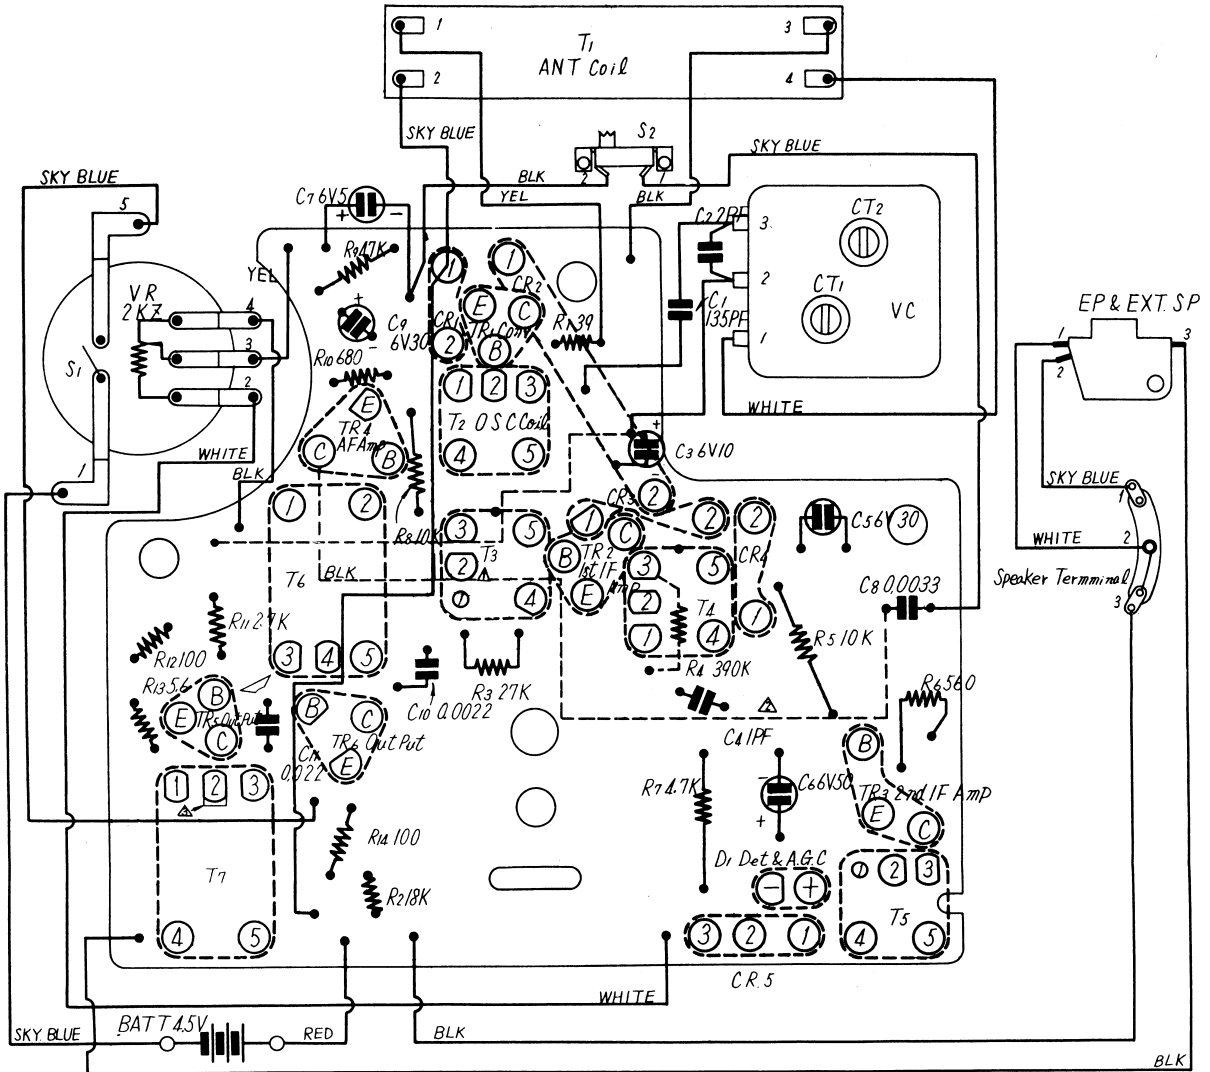 1
T1
ANT Coil
3
2
4
SKY BLUE
S2
SKY BLUE
BLK
2
1
YEL
BLK
SKY BLUE
5
C7 6V5
+
-
C2 2PF
3
CT2
R9 47K
1
1
CR2
2
CT1
VC
EP & EXT. SP
YEL
VR
2KZ
4
+
C9
6V30
-
CR1
E
C
TR1 Conv
R1 39
C1
135PF
1
1
3
2
S1
3
R10 680
2
B
2
E
1
2
3
WHITE
TR4
AF Amp
T2 OSC Coil
+
C3 6V10
-
C
B
4
5
WHITE
BLK
1
SKY BLUE
1
1
2
R8 10K
3
5
CR3
2
1
C
2
2
C5 6V30
WHITE
2
T3
2
B
TR2
1st IF
Amp
3
5
CR4
T6
BLK
1
4
E
2
T4
Speaker Termminal
C8 0.0033
3
R11 2.7K
1
4
1
R5 10K
R12 100
3
4
5
R3 27K
R4 390K
R6 560
R13 5.6
B
C10 0.0022
E
TR5 OutPut
C
B
C
TR6 OutPut
E
C11
0.022
2
C4 1PF
B
1
2
3
R7 4.7K
-
C6 6V50
+
TR3 2nd IF Amp
E
C
R14 100
D1 Det & A.G.C
T7
R2 18K
-
+
1
2
3
T5
4
5
3
2
1
4
5
CR.5
WHITE
SKY BLUE
BATT 4.5V
RED
BLK
BLK